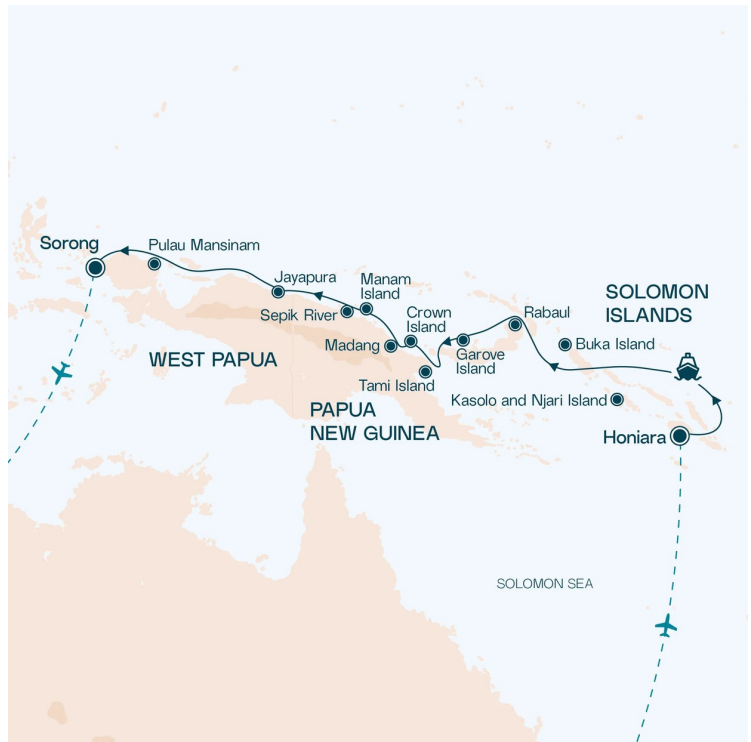 Sorong
Pulau Mansinam
Jayapura
Manam
Island
Sepik River
Crown
Island
Rabaul
SOLOMON
ISLANDS
Madang
Garove
Island
Buka Island
WEST PAPUA
Tami Island
Kasolo and Njari Island
PAPUA
NEW GUINEA
Honiara
SOLOMON SEA